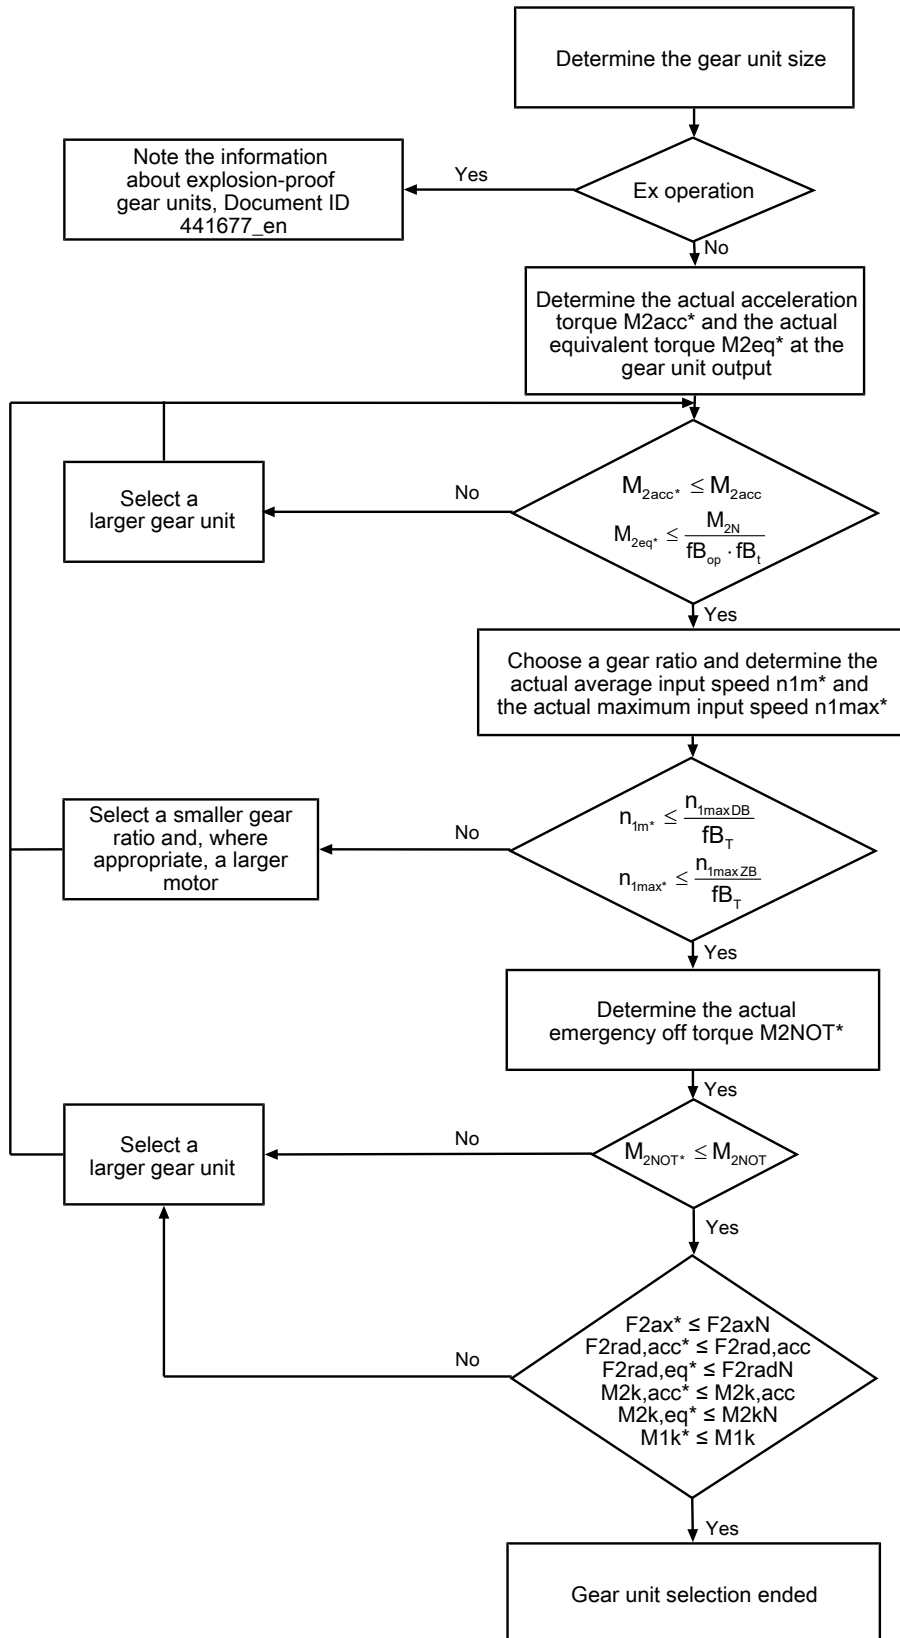 Determine the gear unit size
Note the information
about explosion-proof
gear units, Document ID
441677_en
Yes
Ex operation
No
Determine the actual acceleration
torque M2acc* and the actual
equivalent torque M2eq* at the
gear unit output
Select a
larger gear unit
No
M2acc* ≤ M2acc
M2eq* ≤ M2N / fBop · fBt
Yes
Choose a gear ratio and determine the
actual average input speed n1m* and
the actual maximum input speed n1max*
Select a smaller gear
ratio and, where
appropriate, a larger
motor
No
n1m* ≤ n1maxDB / fBT
n1max* ≤ n1maxZB / fBT
Yes
Determine the actual
emergency off torque M2NOT*
Yes
Select a
larger gear unit
No
M2NOT* ≤ M2NOT
Yes
No
F2ax* ≤ F2axN
F2rad,acc* ≤ F2rad,acc
F2rad,eq* ≤ F2radN
M2k,acc* ≤ M2k,acc
M2k,eq* ≤ M2kN
M1k* ≤ M1k
Yes
Gear unit selection ended